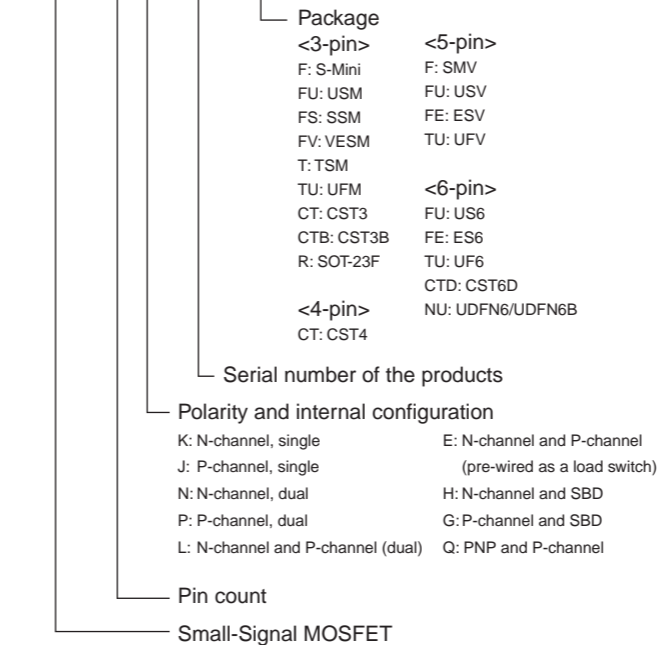 Package
<3-pin>
F: S-Mini
FU: USM
FS: SSM
FV: VESM
T: TSM
TU: UFM
CT: CST3
CTB: CST3B
R: SOT-23F
<4-pin>
CT: CST4
<5-pin>
F: SMV
FU: USV
FE: ESV
TU: UFV
<6-pin>
FU: US6
FE: ES6
TU: UF6
CTD: CST6D
NU: UDFN6/UDFN6B
Serial number of the products
Polarity and internal configuration
K: N-channel, single
J: P-channel, single
N: N-channel, dual
P: P-channel, dual
L: N-channel and P-channel (dual)
E: N-channel and P-channel
(pre-wired as a load switch)
H: N-channel and SBD
G: P-channel and SBD
Q: PNP and P-channel
Pin count
Small-Signal MOSFET